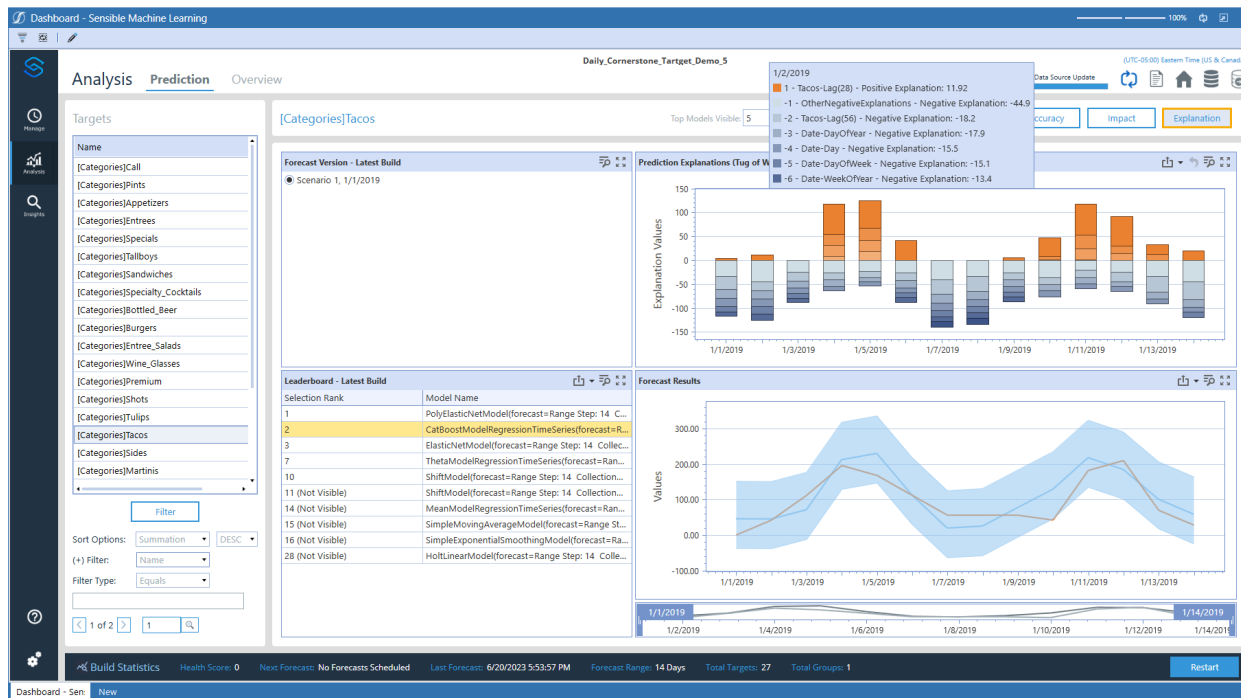 Dashboard - Sensible Machine Learning
100%
Daily_Cornerstone_Tartget_Demo_5
(UTC-05:00) Eastern Time (US & Canad
Analysis Prediction Overview
Data Source Update
Manage
Analysis
Insights
Targets
Name
[Categories]Call
[Categories]Pints
[Categories]Appetizers
[Categories]Entrees
[Categories]Specials
[Categories]Tallboys
[Categories]Sandwiches
[Categories]Specialty_Cocktails
[Categories]Bottled_Beer
[Categories]Burgers
[Categories]Entree_Salads
[Categories]Wine_Glasses
[Categories]Premium
[Categories]Shots
[Categories]Tulips
[Categories]Tacos
[Categories]Sides
[Categories]Martinis
Filter
Sort Options: Summation DESC
(+) Filter: Name
Filter Type: Equals
1 of 2 1
[Categories]Tacos
Top Models Visible: 5
ccuracy Impact Explanation
1/2/2019
1 - Tacos-Lag(28) - Positive Explanation: 11.92
-1 - OtherNegativeExplanations - Negative Explanation: -44.9
-2 - Tacos-Lag(56) - Negative Explanation: -18.2
-3 - Date-DayOfYear - Negative Explanation: -17.9
-4 - Date-Day - Negative Explanation: -15.5
-5 - Date-DayOfWeek - Negative Explanation: -15.1
-6 - Date-WeekOfYear - Negative Explanation: -13.4
Forecast Version - Latest Build
Scenario 1, 1/1/2019
Prediction Explanations (Tug of W
Explanation Values
150
100
50
0
-50
-100
-150
1/1/2019 1/3/2019 1/5/2019 1/7/2019 1/9/2019 1/11/2019 1/13/2019
Leaderboard - Latest Build
Selection Rank Model Name
1 PolyElasticNetModel(forecast=Range Step: 14 C...
2 CatBoostModelRegressionTimeSeries(forecast=R...
3 ElasticNetModel(forecast=Range Step: 14 Collec...
7 ThetaModelRegressionTimeSeries(forecast=Ran...
10 ShiftModel(forecast=Range Step: 14 Collection...
11 (Not Visible) ShiftModel(forecast=Range Step: 14 Collection...
14 (Not Visible) MeanModelRegressionTimeSeries(forecast=Ran...
15 (Not Visible) SimpleMovingAverageModel(forecast=Range St...
16 (Not Visible) SimpleExponentialSmoothingModel(forecast=Ran...
28 (Not Visible) HoltLinearModel(forecast=Range Step: 14 Colle...
Forecast Results
Values
300.00
200.00
100.00
0.00
-100.00
1/1/2019 1/3/2019 1/5/2019 1/7/2019 1/9/2019 1/11/2019 1/13/2019
1/1/2019 1/14/2019
1/2/2019 1/4/2019 1/6/2019 1/8/2019 1/10/2019 1/12/2019 1/14/2019
Build Statistics Health Score: 0 Next Forecast: No Forecasts Scheduled Last Forecast: 6/20/2023 5:53:57 PM Forecast Range: 14 Days Total Targets: 27 Total Groups: 1 Restart
Dashboard - Sen: New